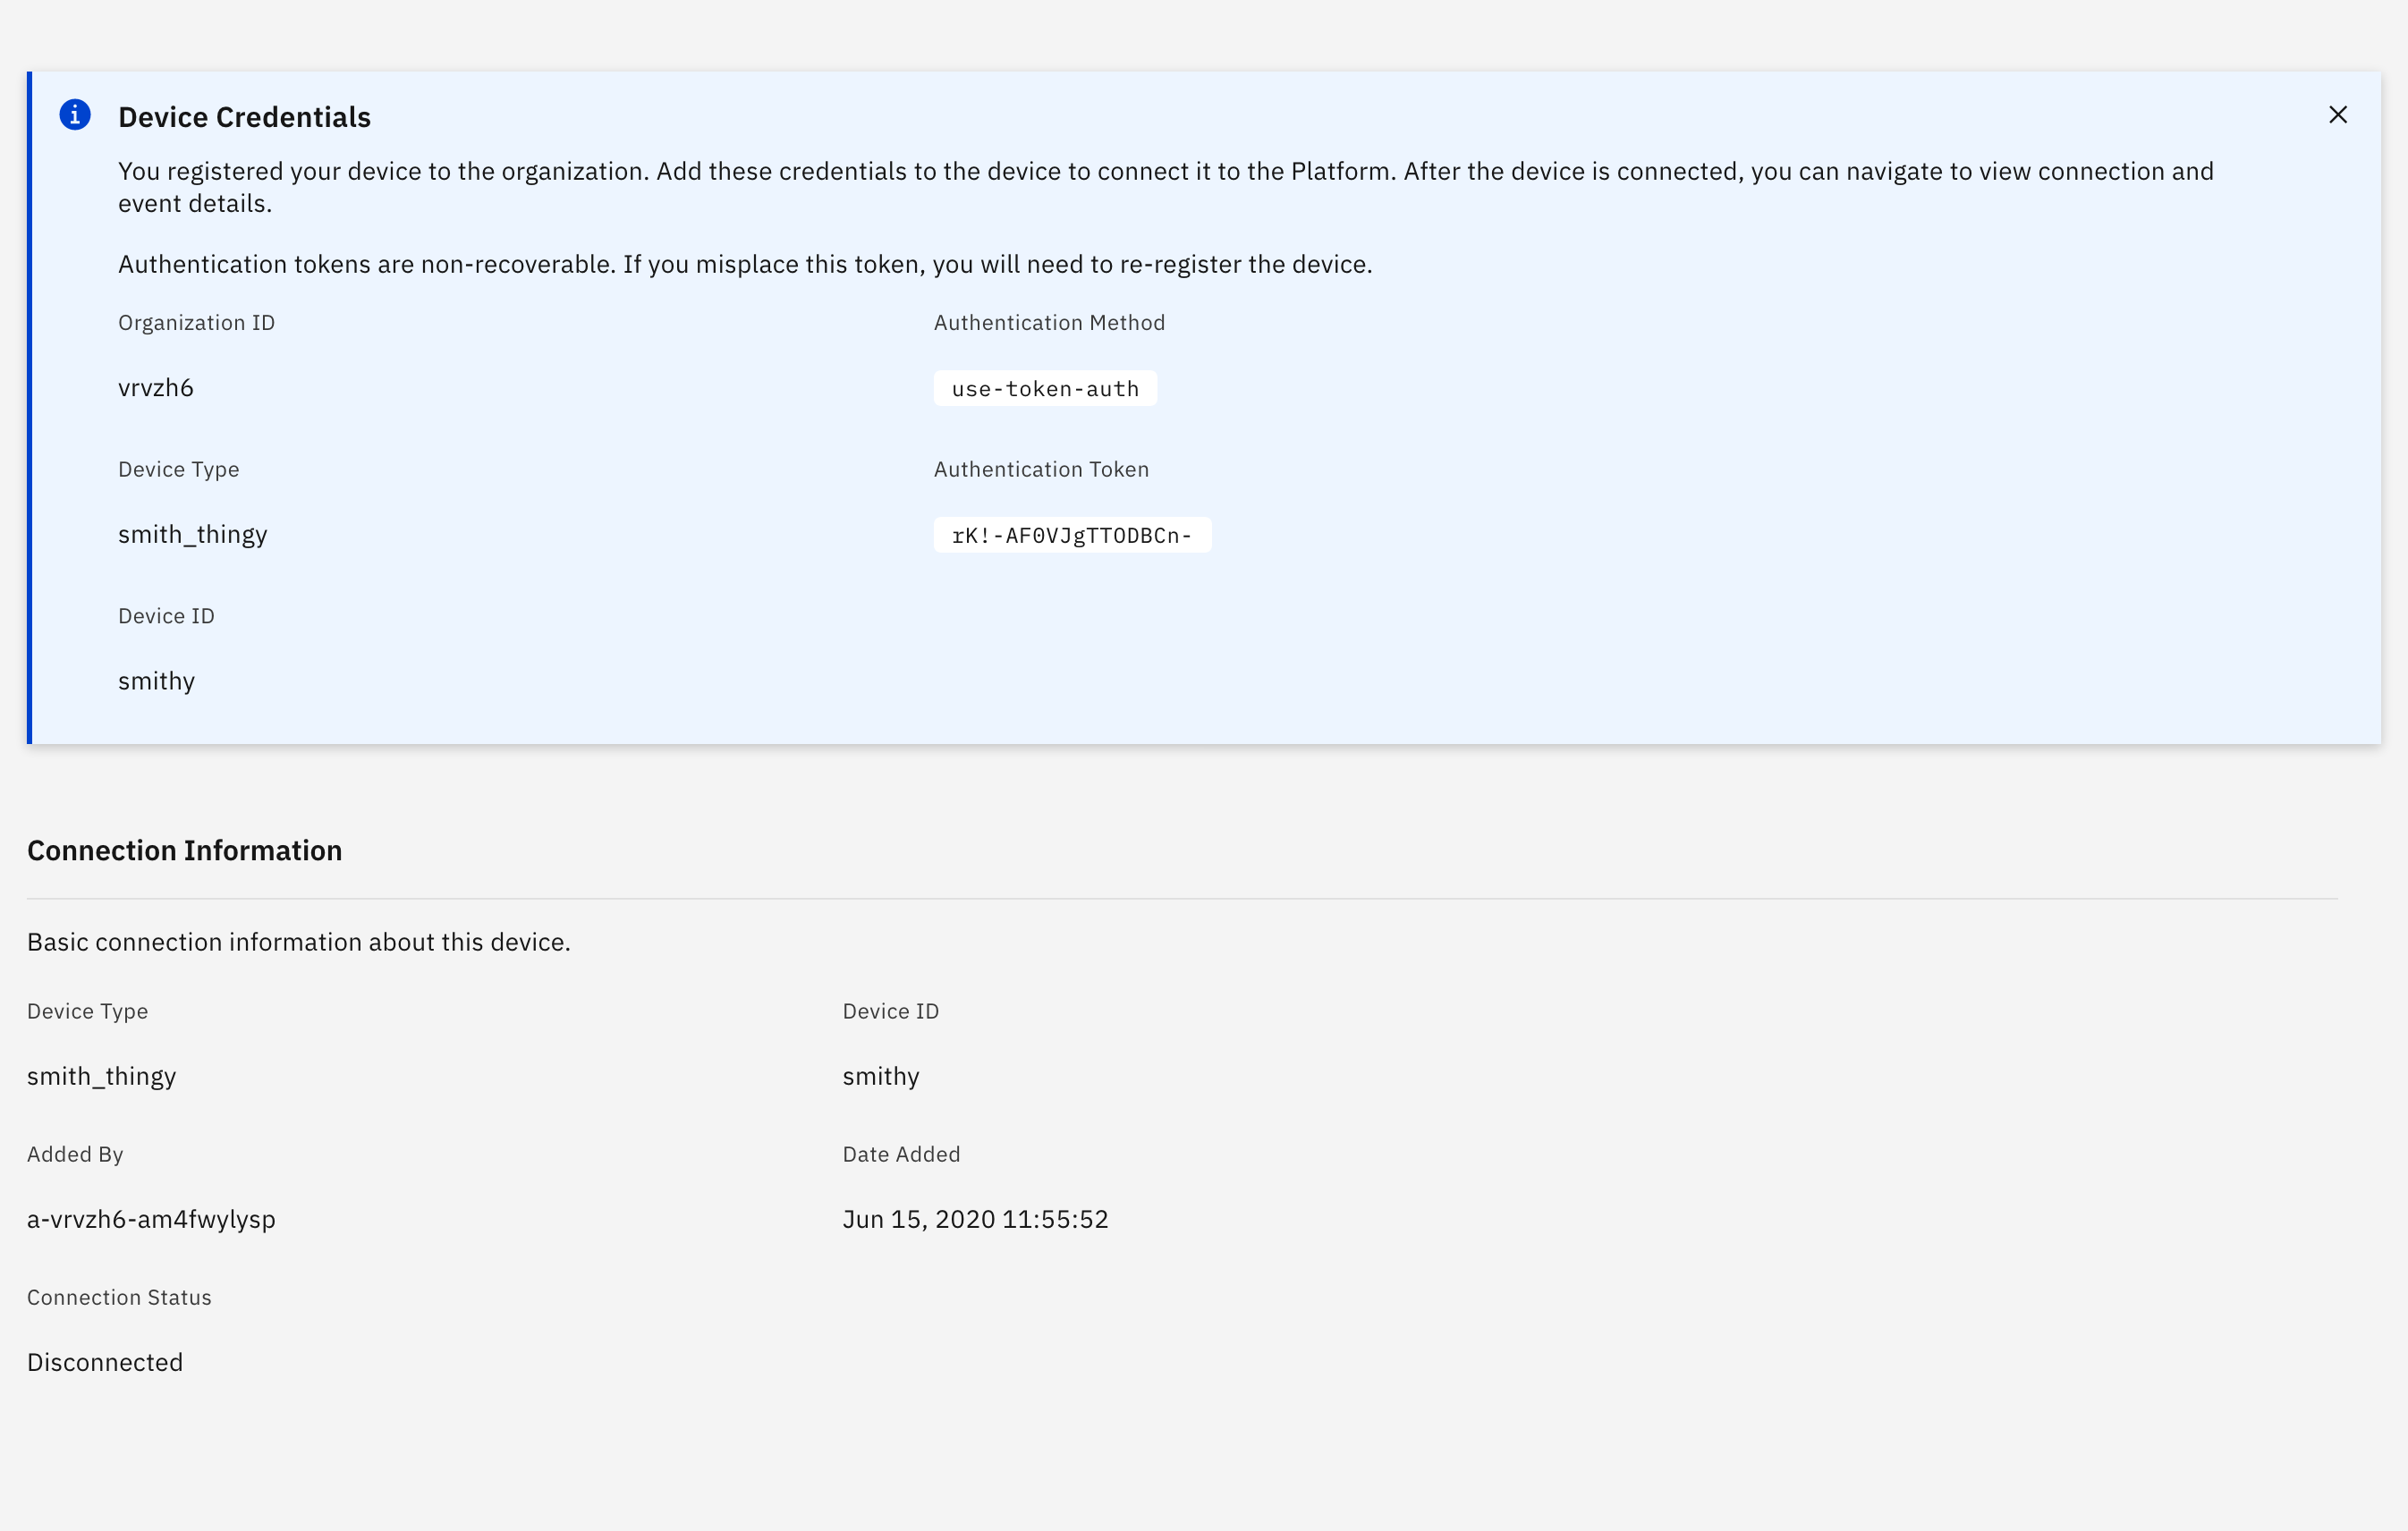 Device Credentials
You registered your device to the organization. Add these credentials to the device to connect it to the Platform. After the device is connected, you can navigate to view connection and
event details.
Authentication tokens are non-recoverable. If you misplace this token, you will need to re-register the device.
Organization ID
Authentication Method
vrvzh6
use-token-auth
Device Type
Authentication Token
smith_thingy
rK!-AF0VJgTTODBCn-
Device ID
smithy
Connection Information
Basic connection information about this device.
Device Type
Device ID
smith_thingy
smithy
Added By
Date Added
a-vrvzh6-am4fwylysp
Jun 15, 2020 11:55:52
Connection Status
Disconnected